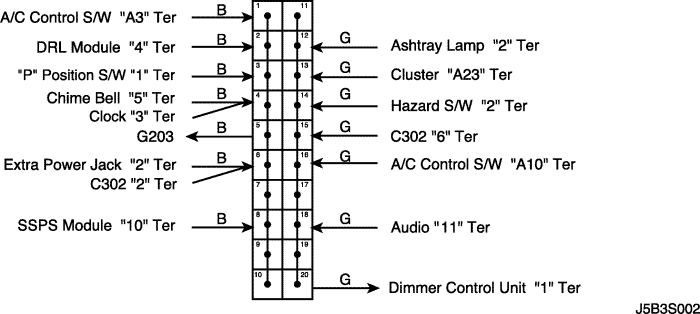 A/C Control S/W "A3" Ter B 1 11
DRL Module "4" Ter B 2 12 G Ashtray Lamp "2" Ter
"P" Position S/W "1" Ter B 3 13 G Cluster "A23" Ter
Chime Bell "5" Ter B 4 14 G Hazard S/W "2" Ter
Clock "3" Ter
G203 B 5 15 G C302 "6" Ter
Extra Power Jack "2" Ter B 6 16 G A/C Control S/W "A10" Ter
C302 "2" Ter
7 17
SSPS Module "10" Ter B 8 18 G Audio "11" Ter
9 19
10 20 G Dimmer Control Unit "1" Ter
J5B3S002